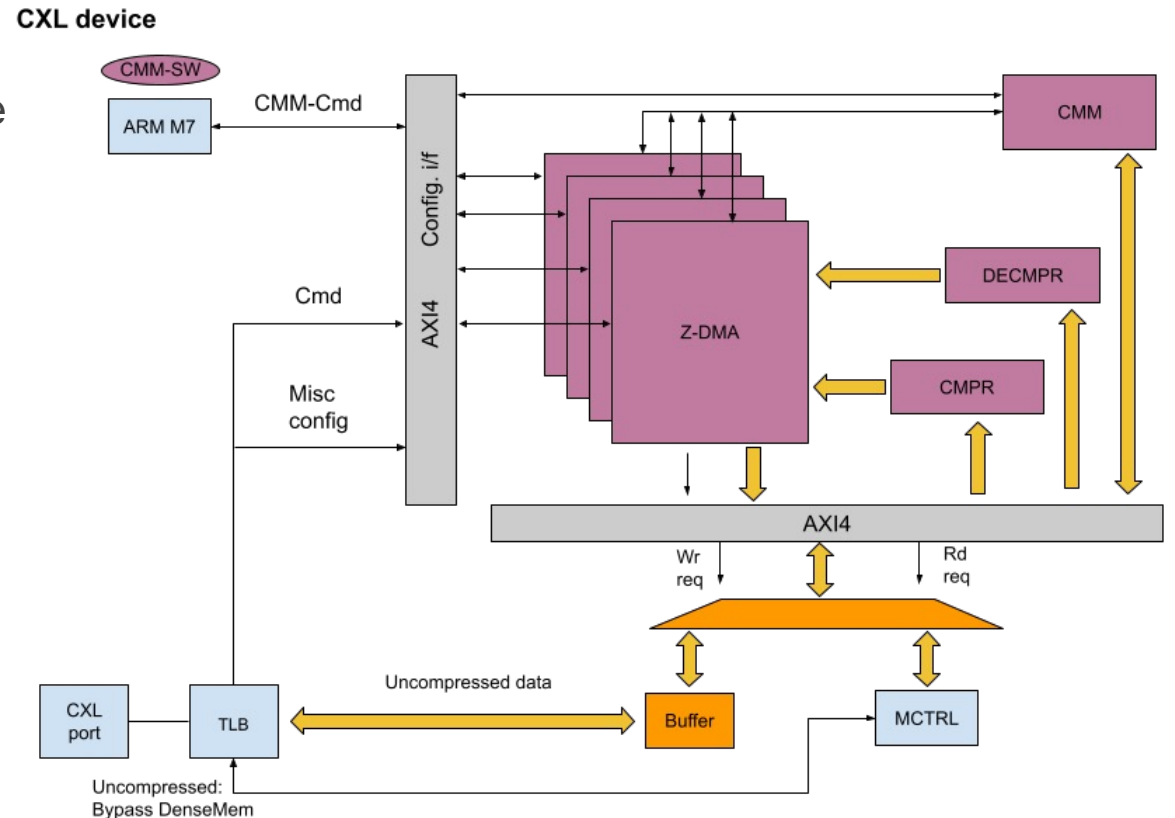 CXL device
e
CMM-SW
ARM M7
CMM-Cmd
AXI4 Config. i/f
CMM
Z-DMA
DECMPR
CMPR
Cmd
Misc
config
AXI4
Wr
req
Rd
req
Uncompressed data
CXL
port
TLB
Buffer
MCTRL
Uncompressed:
Bypass DenseMem